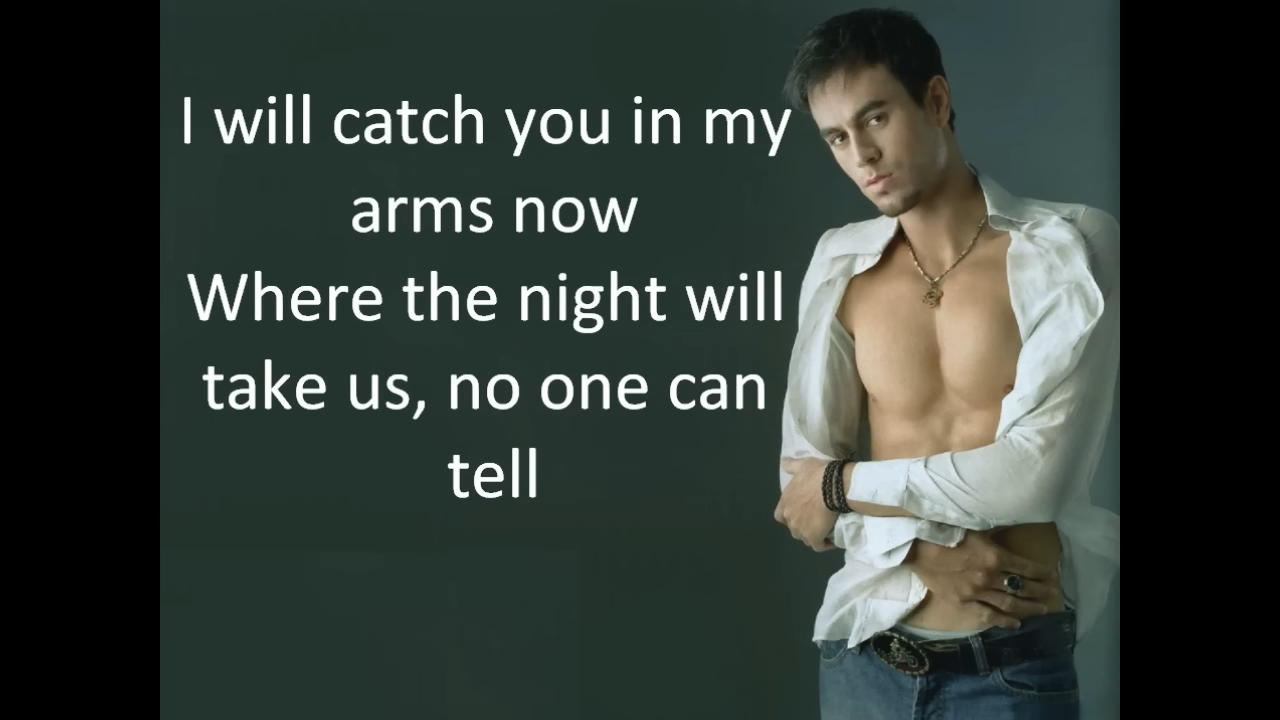 I will catch you in my
arms now
Where the night will
take us, no one can
tell